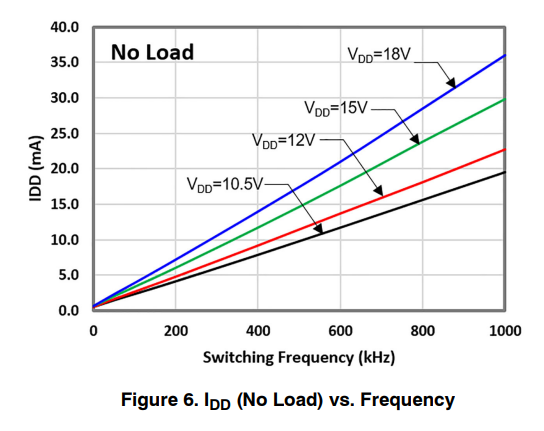 40.0
35.0
30.0
25.0
20.0
15.0
10.0
5.0
0.0
IDD (mA)
No Load
VDD=18V
VDD=15V
VDD=12V
VDD=10.5V
0 200 400 600 800 1000
Switching Frequency (kHz)
Figure 6. IDD (No Load) vs. Frequency